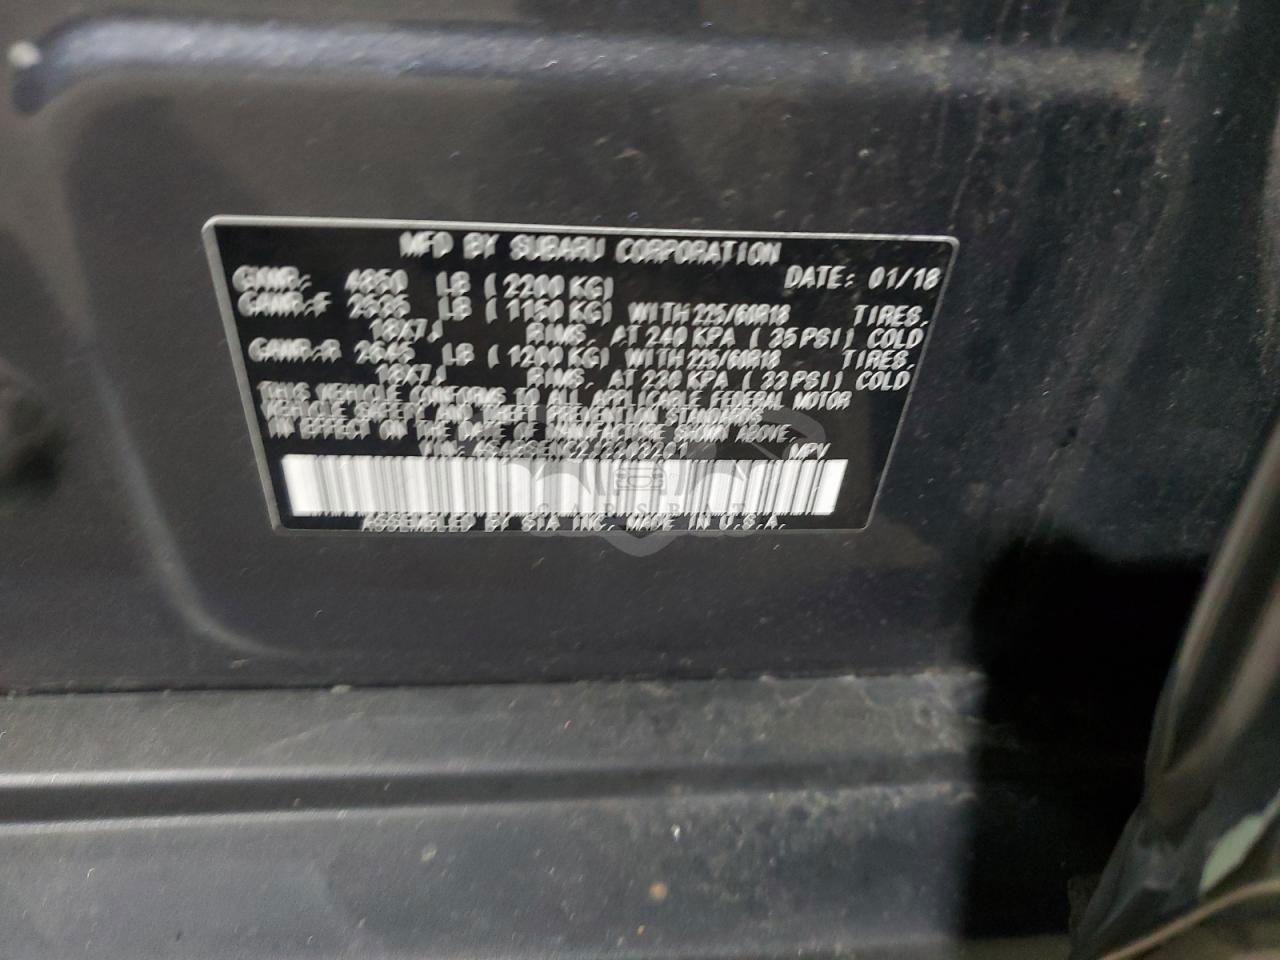 MFD BY SUBARU CORPORATION
GVWR: 4850 LB ( 2200 KG) DATE: 01/18
GAWR:F 2535 LB ( 1150 KG) WITH 225/60R18 TIRES,
18X7J RIMS, AT 240 KPA ( 35 PSI) COLD
GAWR:R 2645 LB ( 1200 KG) WITH 225/60R18 TIRES,
18X7J RIMS, AT 230 KPA ( 33 PSI) COLD
THIS VEHICLE CONFORMS TO ALL APPLICABLE FEDERAL MOTOR
VEHICLE SAFETY AND THEFT PREVENTION STANDARDS
IN EFFECT ON THE DATE OF MANUFACTURE SHOWN ABOVE.
VIN: MPV
ASSEMBLED BY SIA INC. MADE IN U.S.A.